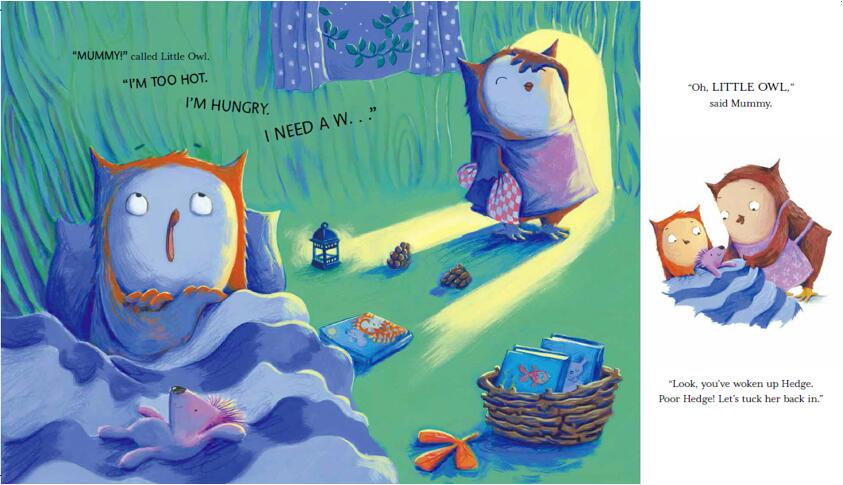 “MUMMY!” called Little Owl.
“I’M TOO HOT.
I’M HUNGRY.
I NEED A W. . .”
“Oh, LITTLE OWL,”
said Mummy.
“Look, you’ve woken up Hedge.
Poor Hedge! Let’s tuck her back in.”